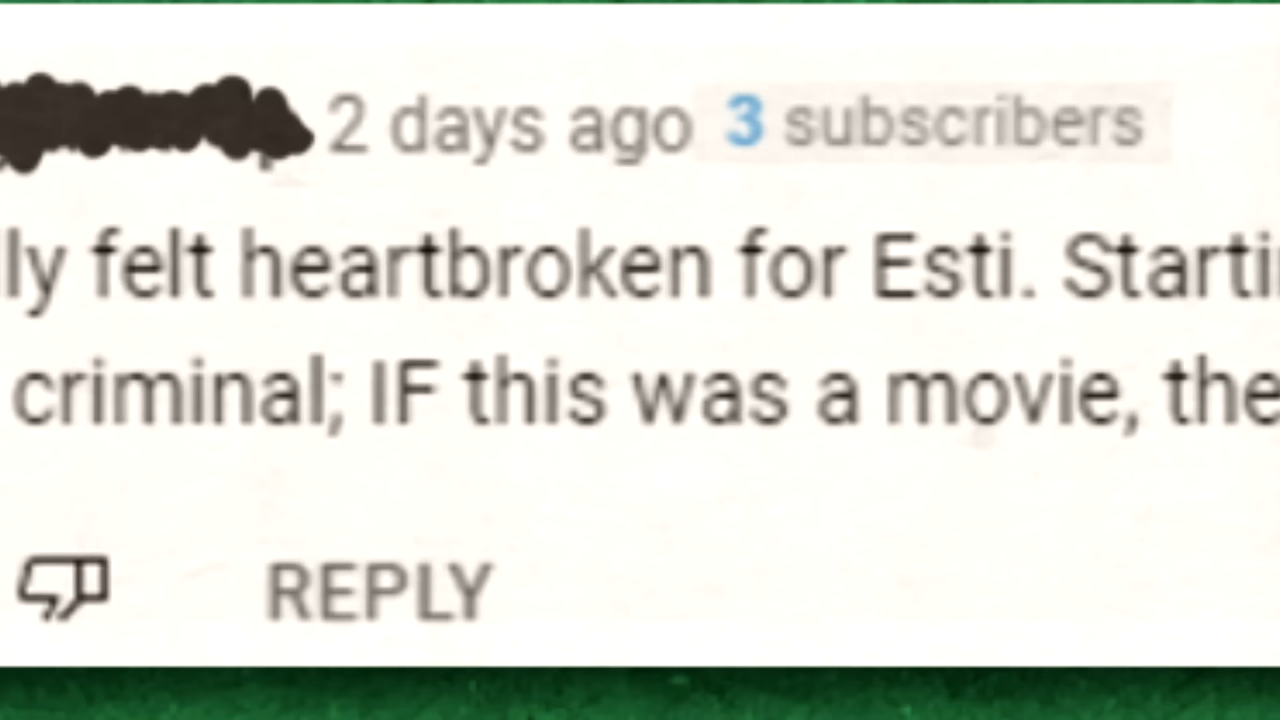 2 days ago 3 subscribers
ly felt heartbroken for Esti. Starti
criminal; IF this was a movie, the
REPLY